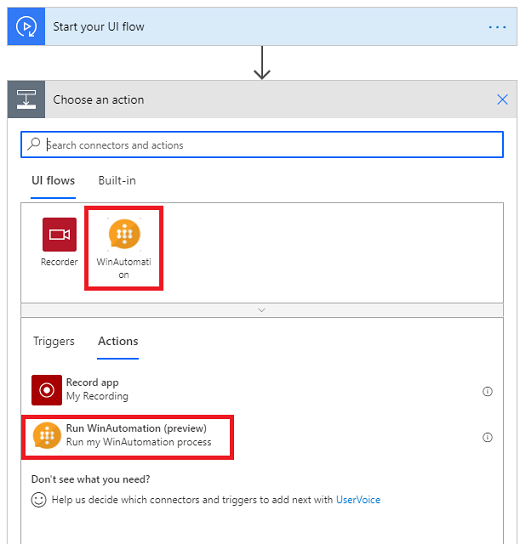 Start your UI flow
Choose an action
Search connectors and actions
UI flows Built-in
Recorder
WinAutomati
on
Triggers Actions
Record app
My Recording
Run WinAutomation (preview)
Run my WinAutomation process
Don't see what you need?
Help us decide which connectors and triggers to add next with UserVoice